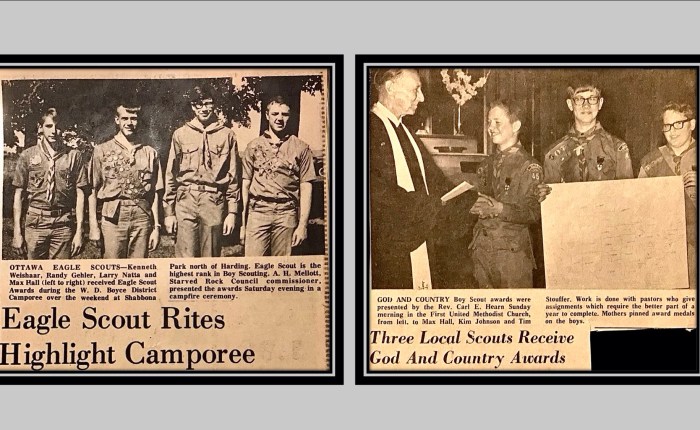 OTTAWA EAGLE SCOUTS—Kenneth
Weishaar, Randy Gehler, Larry Natta and
Max Hall (left to right) received Eagle Scout
Awards during the W. D. Boyce District
Camporee over the weekend at Shabbona
Park north of Harding. Eagle Scout is the
highest rank in Boy Scouting. A. H. Mellott,
Starved Rock Council commissioner,
presented the awards Saturday evening in a
campfire ceremony.
Eagle Scout Rites
Highlight Camporee
GOD AND COUNTRY Boy Scout awards were
presented by the Rev. Carl E. Hearn Sunday
morning in the First United Methodist Church,
from left, to Max Hall, Kim Johnson and Tim
Stouffer. Work is done with pastors who give
assignments which require the better part of a
year to complete. Mothers pinned award medals
on the boys.
Three Local Scouts Receive
God And Country Awards